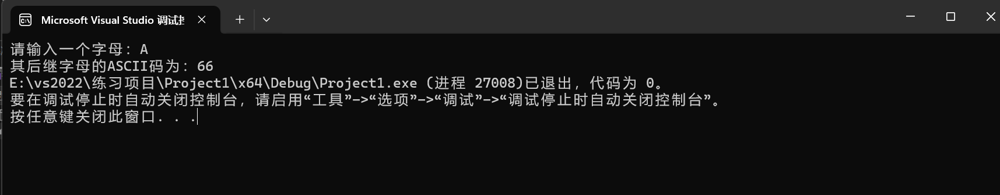 Microsoft Visual Studio 调试控
请输入一个字母：A
其后继字母的ASCII码为：66
E:\vs2022\练习项目\Project1\x64\Debug\Project1.exe (进程 27008)已退出，代码为 0。
要在调试停止时自动关闭控制台，请启用“工具”->“选项”->“调试”->“调试停止时自动关闭控制台”。
按任意键关闭此窗口. . .